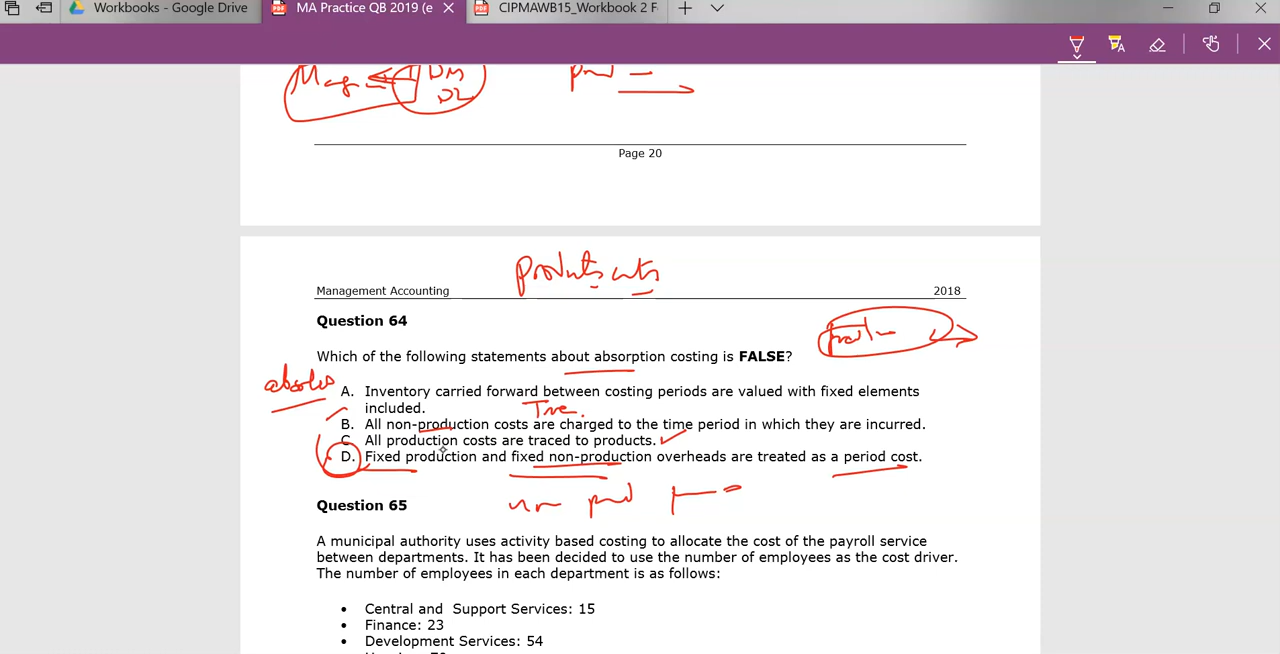 Workbooks - Google Drive
MA Practice QB 2019 (e
CIPMAWB15_Workbook 2 F
DM
DL
Page 20
products
Management Accounting 2018
Question 64
Which of the following statements about absorption costing is FALSE?
A. Inventory carried forward between costing periods are valued with fixed elements
included.
B. All non-production costs are charged to the time period in which they are incurred.
C. All production costs are traced to products.
D. Fixed production and fixed non-production overheads are treated as a period cost.
Question 65
A municipal authority uses activity based costing to allocate the cost of the payroll service
between departments. It has been decided to use the number of employees as the cost driver.
The number of employees in each department is as follows:
• Central and Support Services: 15
• Finance: 23
• Development Services: 54